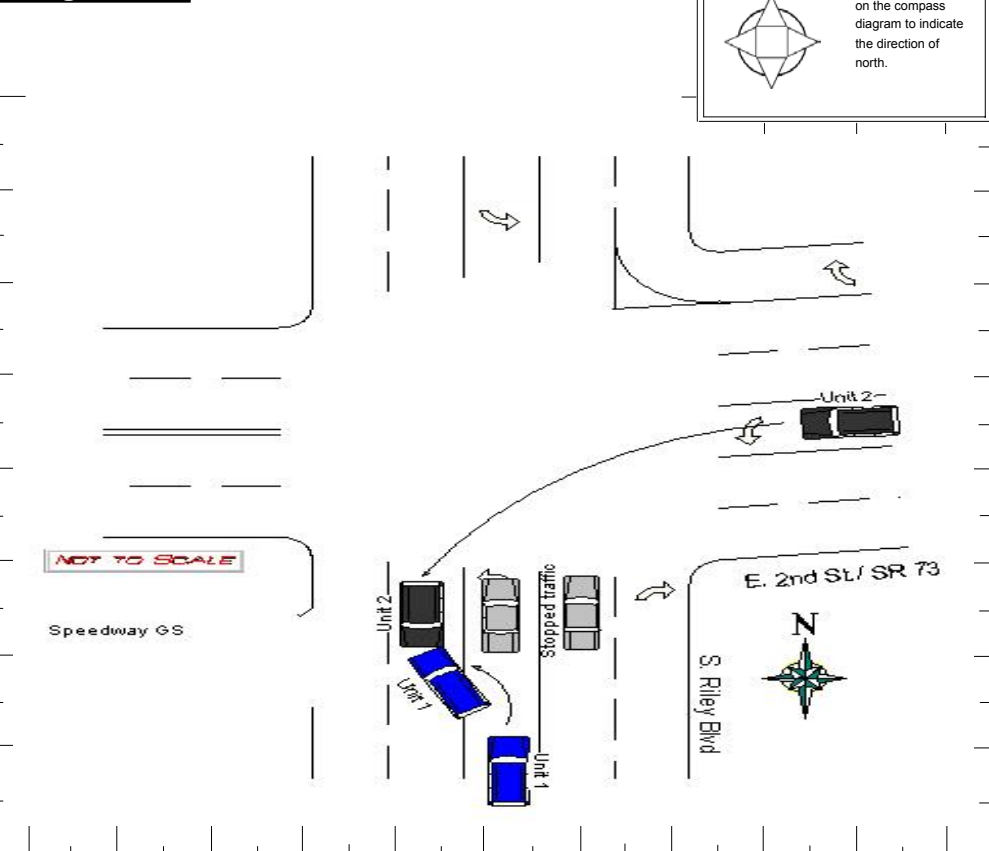 on the compass
diagram to indicate
the direction of
north.
Unit 2
NOT TO SCALE
Unit 2
Stopped traffic
E. 2nd St./ SR 73
Speedway GS
N
Unit 1
S. Riley Blvd
Unit 1